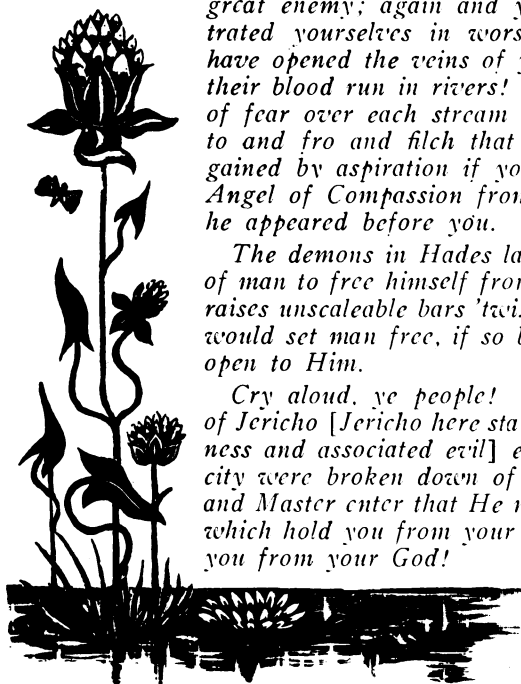 great enemy; again and y
trated yourselves in wors
have opened the veins of
their blood run in rivers!
of fear over each stream
to and fro and filch that
gained by aspiration if yo
Angel of Compassion from
he appeared before you.
The demons in Hades la
of man to free himself from
raises unscaleable bars 'twi
would set man free, if so b
open to Him.
Cry aloud, ye people!
of Jericho [Jericho here sta
ness and associated evil] e
city were broken down of
and Master enter that He
which hold you from your
you from your God!